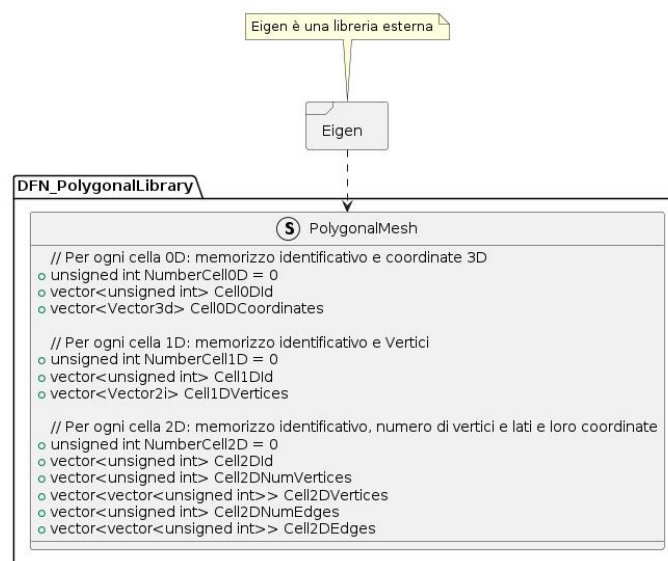 Eigen è una libreria esterna
Eigen
DFN_PolygonalLibrary
S PolygonalMesh
// Per ogni cella 0D: memorizzo identificativo e coordinate 3D
unsigned int NumberCell0D = 0
vector<unsigned int> Cell0DId
vector<Vector3d> Cell0DCoordinates
// Per ogni cella 1D: memorizzo identificativo e Vertici
unsigned int NumberCell1D = 0
vector<unsigned int> Cell1DId
vector<Vector2i> Cell1DVertices
// Per ogni cella 2D: memorizzo identificativo, numero di vertici e lati e loro coordinate
unsigned int NumberCell2D = 0
vector<unsigned int> Cell2DId
vector<unsigned int> Cell2DNumVertices
vector<vector<unsigned int>> Cell2DVertices
vector<unsigned int> Cell2DNumEdges
vector<vector<unsigned int>> Cell2DEdges